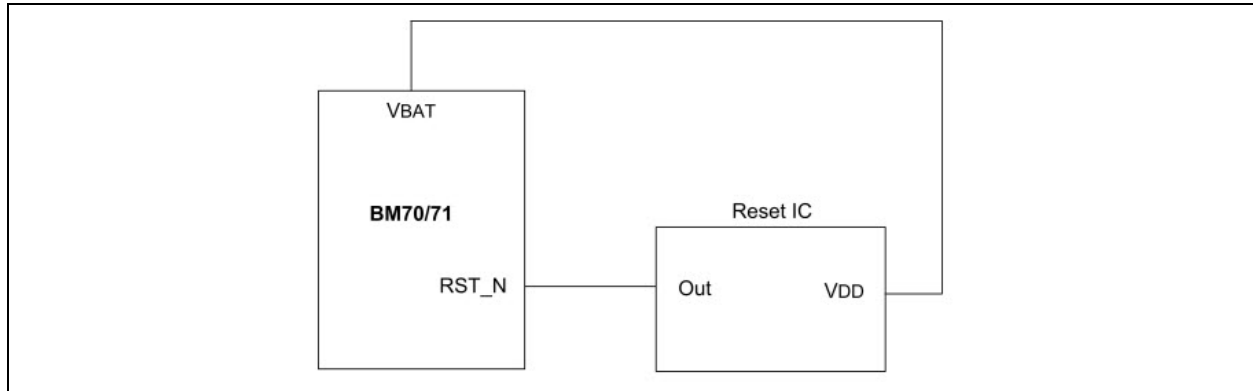 VBAT
BM70/71
Reset IC
RST_N
Out
VDD